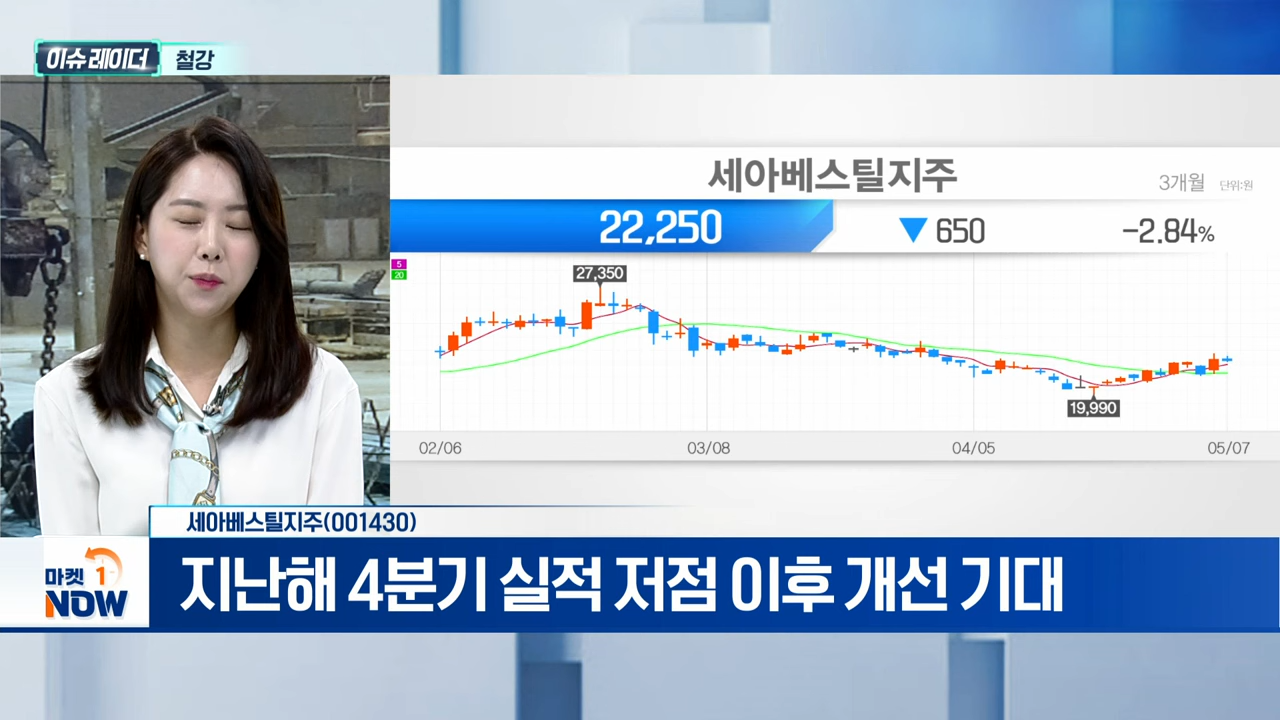 이슈 레이더 철강
세아베스틸지주
3개월 단위:원
22,250 ▼ 650 -2.84%
5
20
27,350
19,990
02/06 03/08 04/05 05/07
세아베스틸지주(001430)
마켓 1
NOW
지난해 4분기 실적 저점 이후 개선 기대